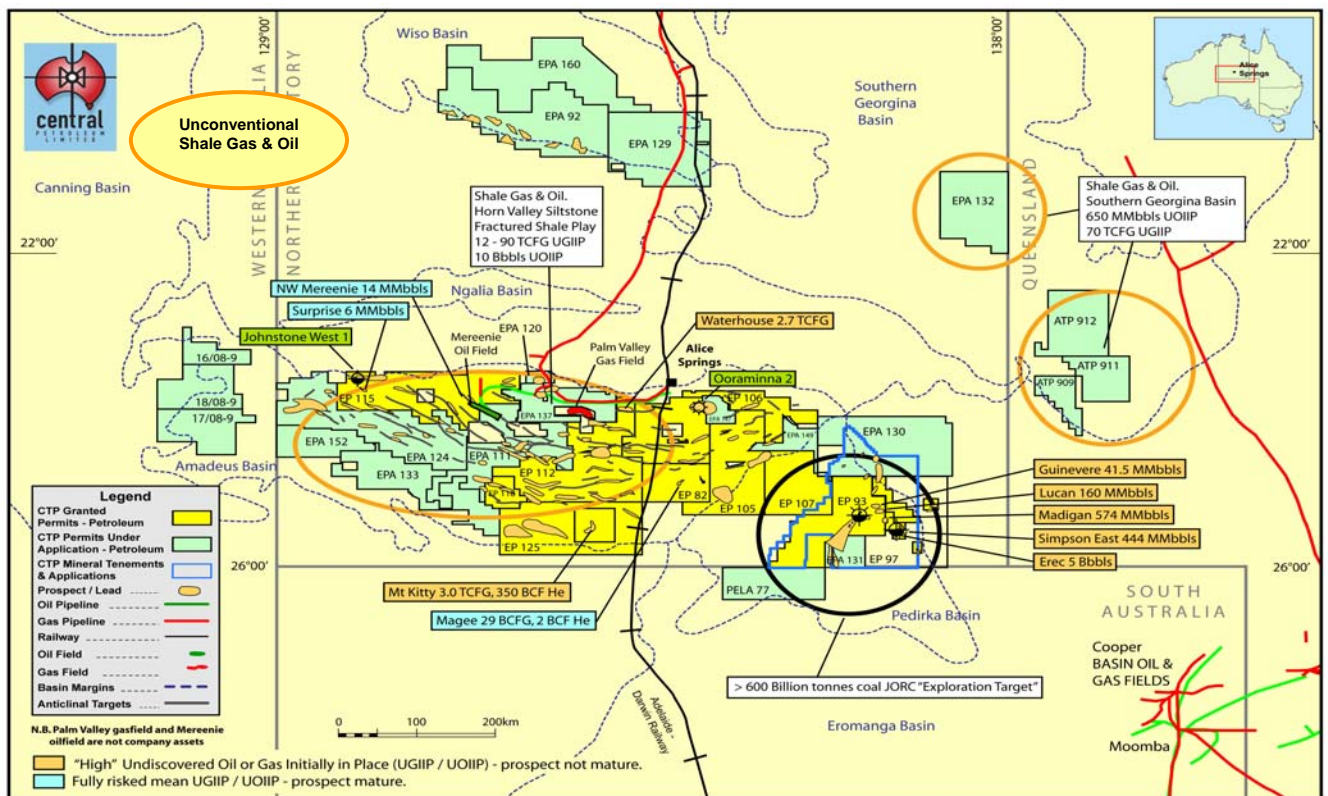 central
PETROLEUM
LIMITED
Unconventional
Shale Gas & Oil
129°00'
138°00'
WESTERN
NORTHERN
Wiso Basin
EPA 160
EPA 92
EPA 129
Southern
Georgina
Basin
Alice
Springs
Canning Basin
22°00'
Shale Gas & Oil.
Horn Valley Siltstone
Fractured Shale Play
12 - 90 TCFG UGIIP
10 Bbbls UOIIP
EPA 132
QUEENSLAND
Shale Gas & Oil.
Southern Georgina Basin
650 MMbbls UOIIP
70 TCFG UGIIP
22°00'
NW Mereenie 14 MMbbls
Surprise 6 MMbbls
Johnstone West 1
Ngalia Basin
EPA 120
Mereenie
Oil Field
Palm Valley
Gas Field
Waterhouse 2.7 TCFG
Alice
Springs
Ooraminna 2
ATP 912
ATP 911
ATP 909
16/08-9
18/08-9
17/08-9
EP 115
EPA 137
EP 106
EPA 149
EPA 130
EPA 152
EPA 124
EPA 111
EPA 133
EP 112
EP 82
EP 105
EP 107
EP 93
EP 125
EPA 131
EP 97
PELA 77
Amadeus Basin
Guinevere 41.5 MMbbls
Lucan 160 MMbbls
Madigan 574 MMbbls
Simpson East 444 MMbbls
Erec 5 Bbbls
26°00'
26°00'
Mt Kitty 3.0 TCFG, 350 BCF He
Magee 29 BCFG, 2 BCF He
Pedirka Basin
SOUTH
AUSTRALIA
Cooper
BASIN OIL &
GAS FIELDS
Moomba
> 600 Billion tonnes coal JORC "Exploration Target"
Eromanga Basin
Adelaide -
Darwin Railway
Legend
CTP Granted
Permits - Petroleum
CTP Permits Under
Application - Petroleum
CTP Mineral Tenements
& Applications
Prospect / Lead
Oil Pipeline
Gas Pipeline
Railway
Oil Field
Gas Field
Basin Margins
Anticlinal Targets
0 100 200km
N.B. Palm Valley gasfield and Mereenie
oilfield are not company assets
"High" Undiscovered Oil or Gas Initially in Place (UGIIP / UOIIP) - prospect not mature.
Fully risked mean UGIIP / UOIIP - prospect mature.